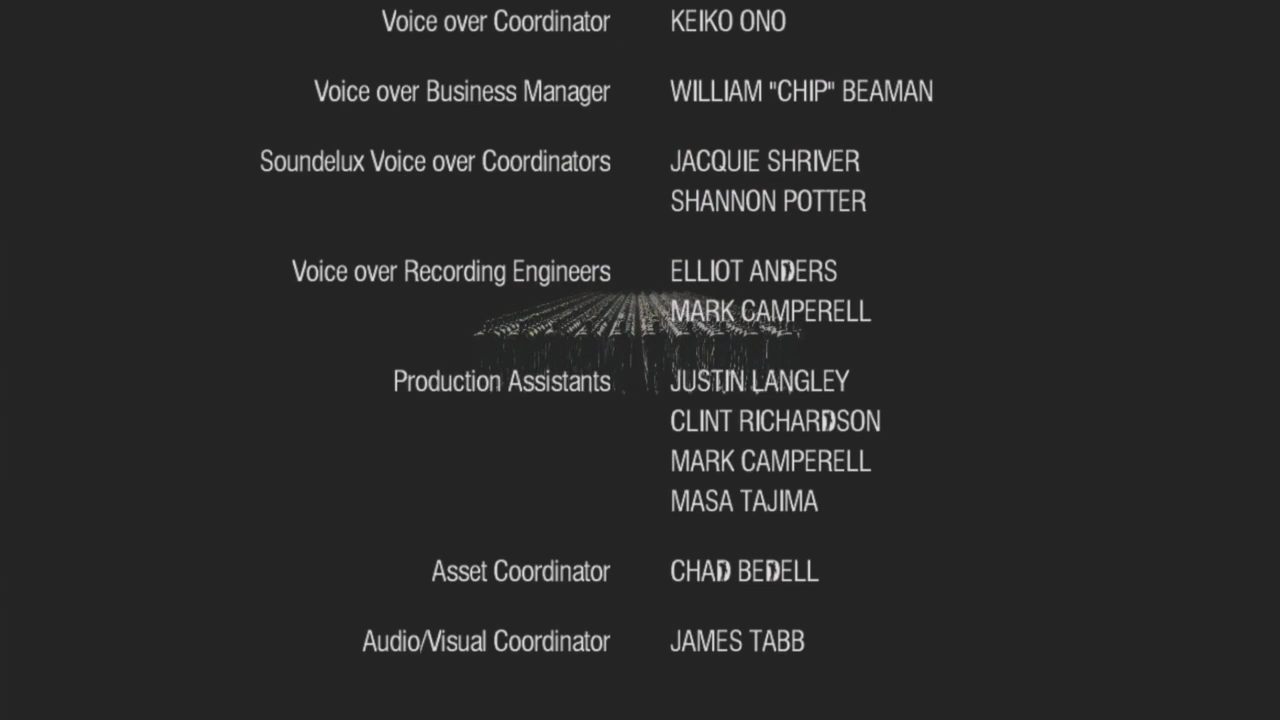 Voice over Coordinator KEIKO ONO
Voice over Business Manager WILLIAM "CHIP" BEAMAN
Soundelux Voice over Coordinators JACQUIE SHRIVER
SHANNON POTTER
Voice over Recording Engineers ELLIOT ANDERS
MARK CAMPERELL
Production Assistants JUSTIN LANGLEY
CLINT RICHARDSON
MARK CAMPERELL
MASA TAJIMA
Asset Coordinator CHAD BEDELL
Audio/Visual Coordinator JAMES TABB